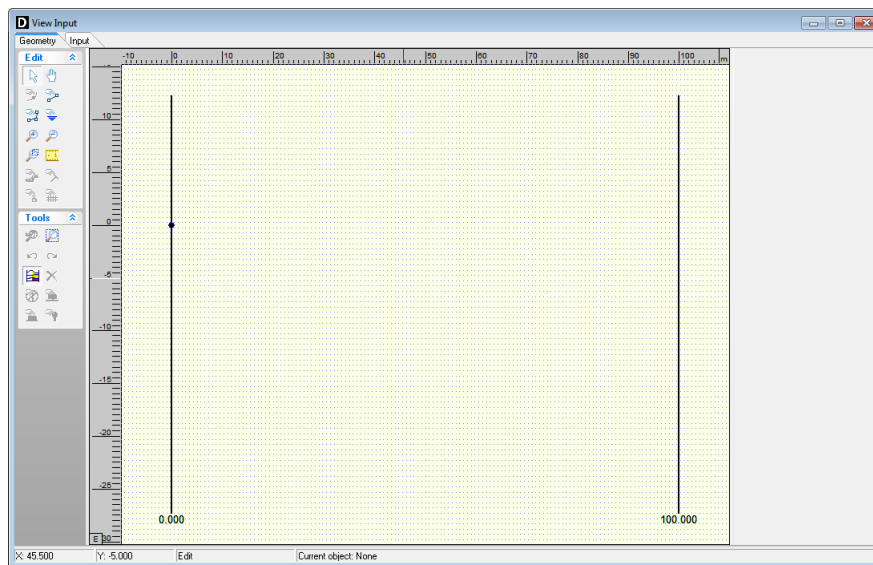 D View Input
Geometry Input
Edit
-10 0 10 20 30 40 50 60 70 80 90 100 m
10
5
0
-5
-10
-15
-20
-25
E 30
Tools
0.000 100.000
X: 45.500 Y: -5.000 Edit Current object: None